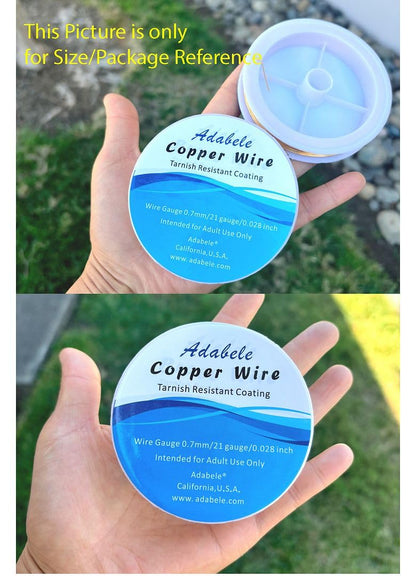 This Picture is only
for Size/Package Reference
Adabele
Copper Wire
Tarnish Resistant Coating
Wire Gauge 0.7mm/21 gauge/0.028 inch
Intended for Adult Use Only
Adabele®
California,U.S.A.
www.adabele.com
Adabele
Copper Wire
Tarnish Resistant Coating
Wire Gauge 0.7mm/21 gauge/0.028 inch
Intended for Adult Use Only
Adabele®
California,U.S.A.
www.adabele.com